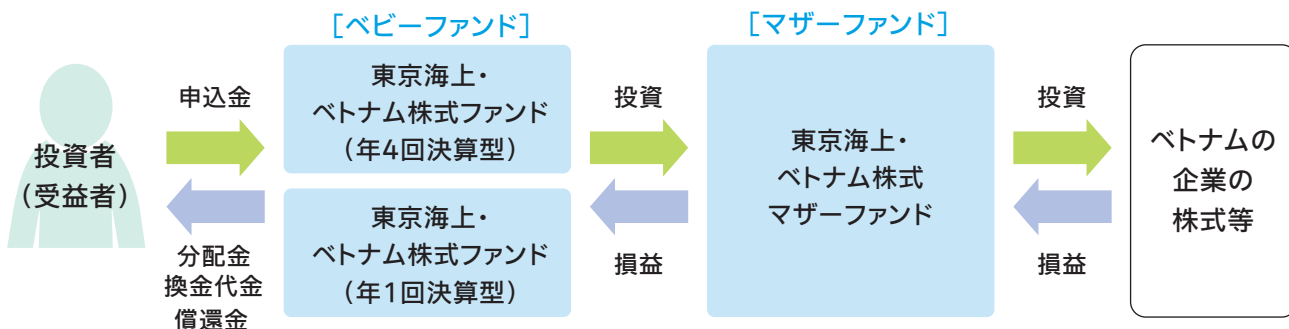 [ベビーファンド]
[マザーファンド]
投資者
(受益者)
申込金
分配金
換金代金
償還金
東京海上・
ベトナム株式ファンド
(年4回決算型)
東京海上・
ベトナム株式ファンド
(年1回決算型)
投資
損益
東京海上・
ベトナム株式
マザーファンド
投資
損益
ベトナムの
企業の
株式等